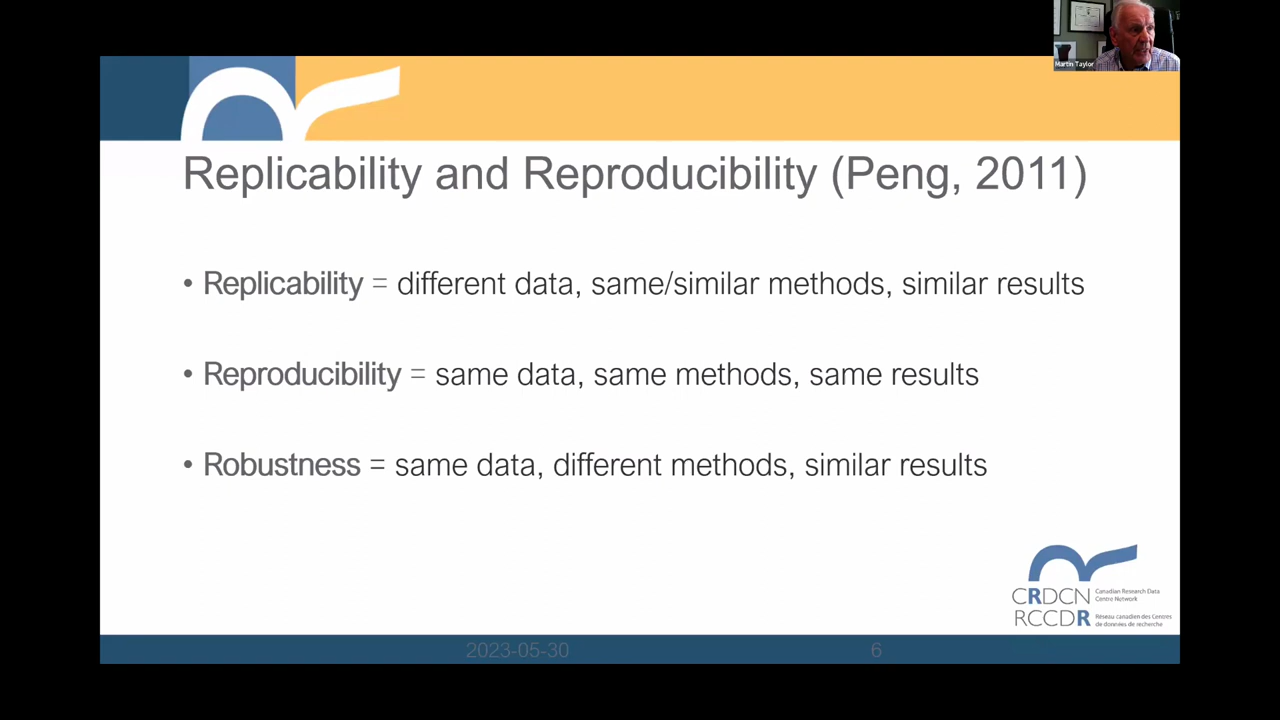 Martin Taylor
Replicability and Reproducibility (Peng, 2011)
• Replicability = different data, same/similar methods, similar results
• Reproducibility = same data, same methods, same results
• Robustness = same data, different methods, similar results
CRDCN
Canadian Research Data
Centre Network
RCCDR
Réseau canadien des Centres
de données de recherche
2023-05-30
6